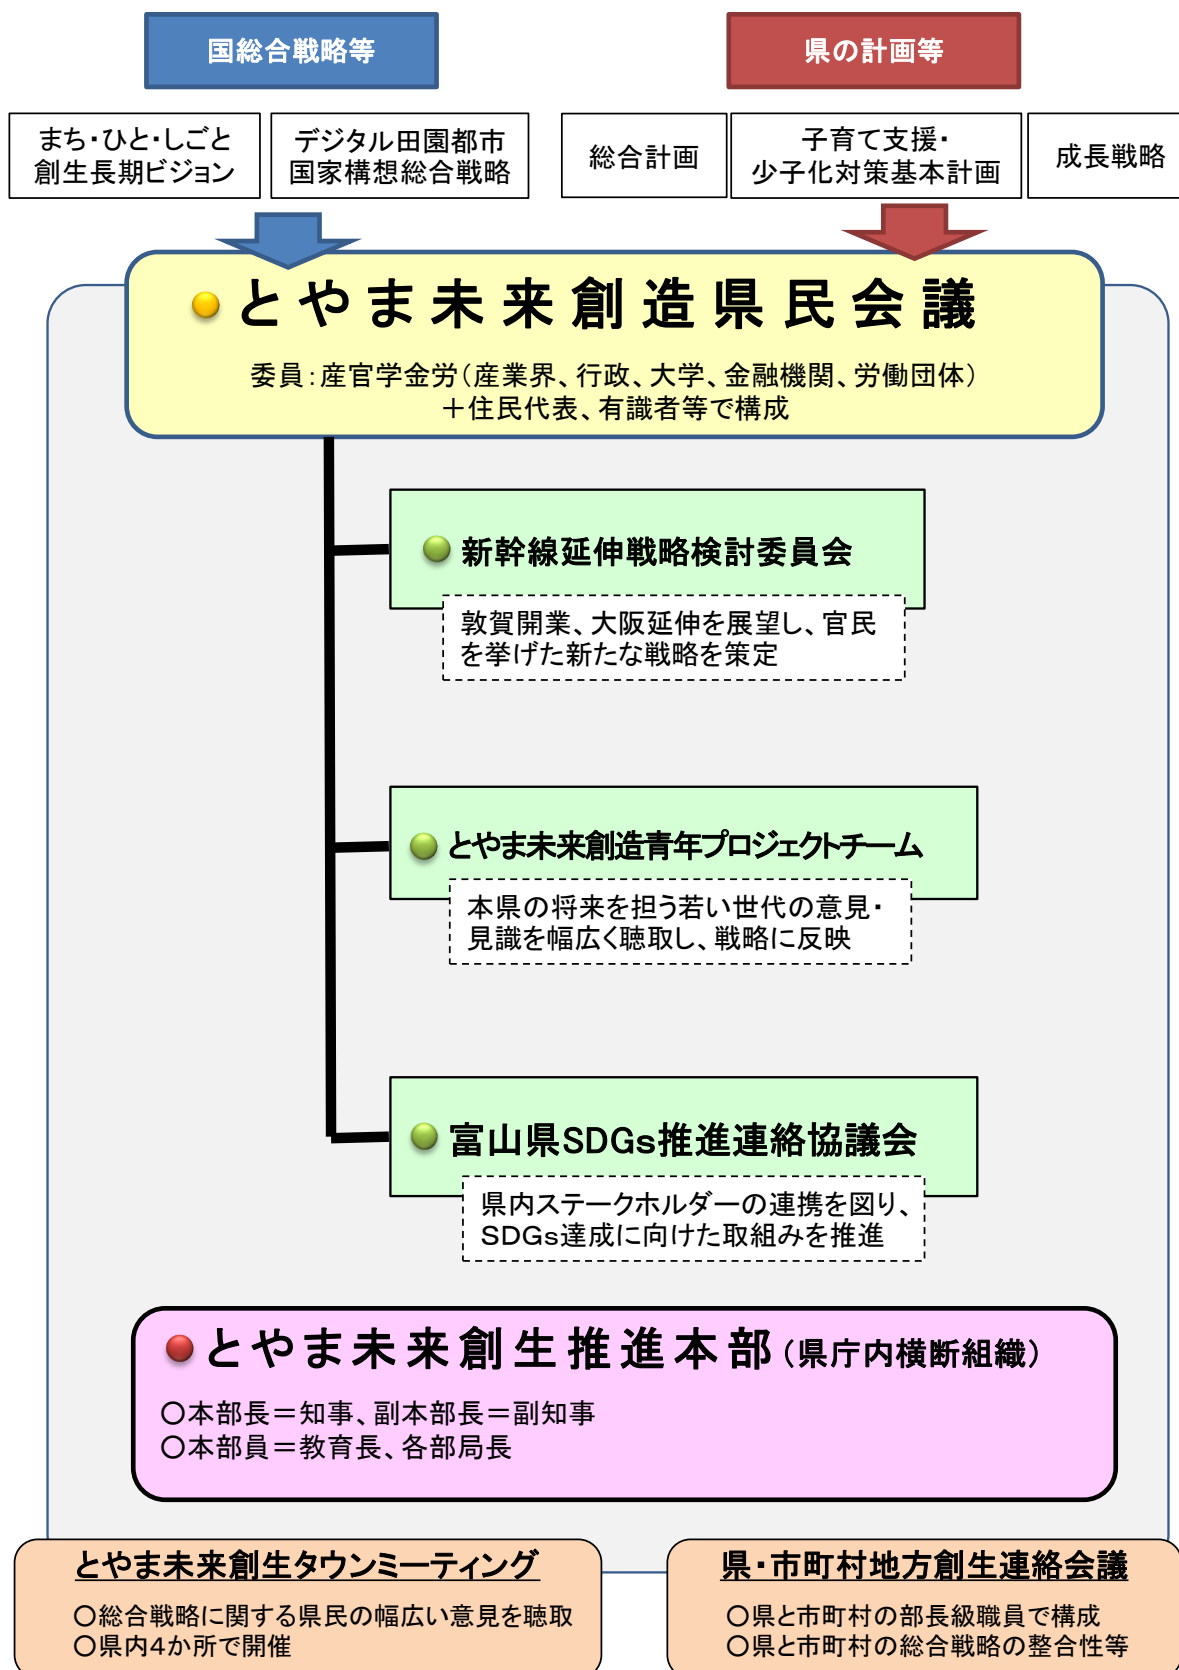 国総合戦略等
県の計画等
まち・ひと・しごと
創生長期ビジョン
デジタル田園都市
国家構想総合戦略
総合計画
子育て支援・
少子化対策基本計画
成長戦略
とやま未来創造県民会議
委員:産官学金労(産業界、行政、大学、金融機関、労働団体)
+住民代表、有識者等で構成
新幹線延伸戦略検討委員会
敦賀開業、大阪延伸を展望し、官民
を挙げた新たな戦略を策定
とやま未来創造青年プロジェクトチーム
本県の将来を担う若い世代の意見・
見識を幅広く聴取し、戦略に反映
富山県SDGs推進連絡協議会
県内ステークホルダーの連携を図り、
SDGs達成に向けた取組みを推進
とやま未来創生推進本部(県庁内横断組織)
○本部長=知事、副本部長=副知事
○本部員=教育長、各部局長
とやま未来創生タウンミーティング
○総合戦略に関する県民の幅広い意見を聴取
○県内4か所で開催
県・市町村地方創生連絡会議
○県と市町村の部長級職員で構成
○県と市町村の総合戦略の整合性等